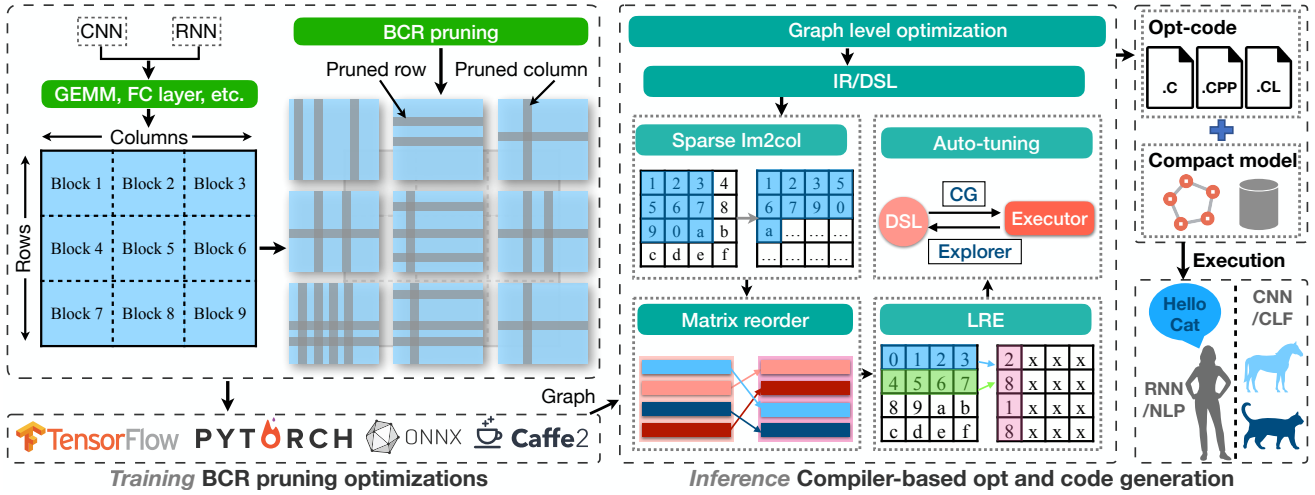 CNN
RNN
GEMM, FC layer, etc.
Columns
Rows
Block 1 Block 2 Block 3
Block 4 Block 5 Block 6
Block 7 Block 8 Block 9
BCR pruning
Pruned row
Pruned column
TensorFlow
PYTORCH
ONNX
Caffe2
Training BCR pruning optimizations
Graph
Graph level optimization
IR/DSL
Sparse Im2col
1 2 3 4
5 6 7 8
9 0 a b
c d e f
1 2 3 5
6 7 9 0
a ... ... ...
... ... ... ...
Auto-tuning
DSL
CG
Executor
Explorer
Matrix reorder
LRE
0 1 2 3
4 5 6 7
8 9 a b
c d e f
2 x x x
8 x x x
1 x x x
8 x x x
Inference Compiler-based opt and code generation
Opt-code
.C
.CPP
.CL
Compact model
Execution
Hello
Cat
CNN
/CLF
RNN
/NLP